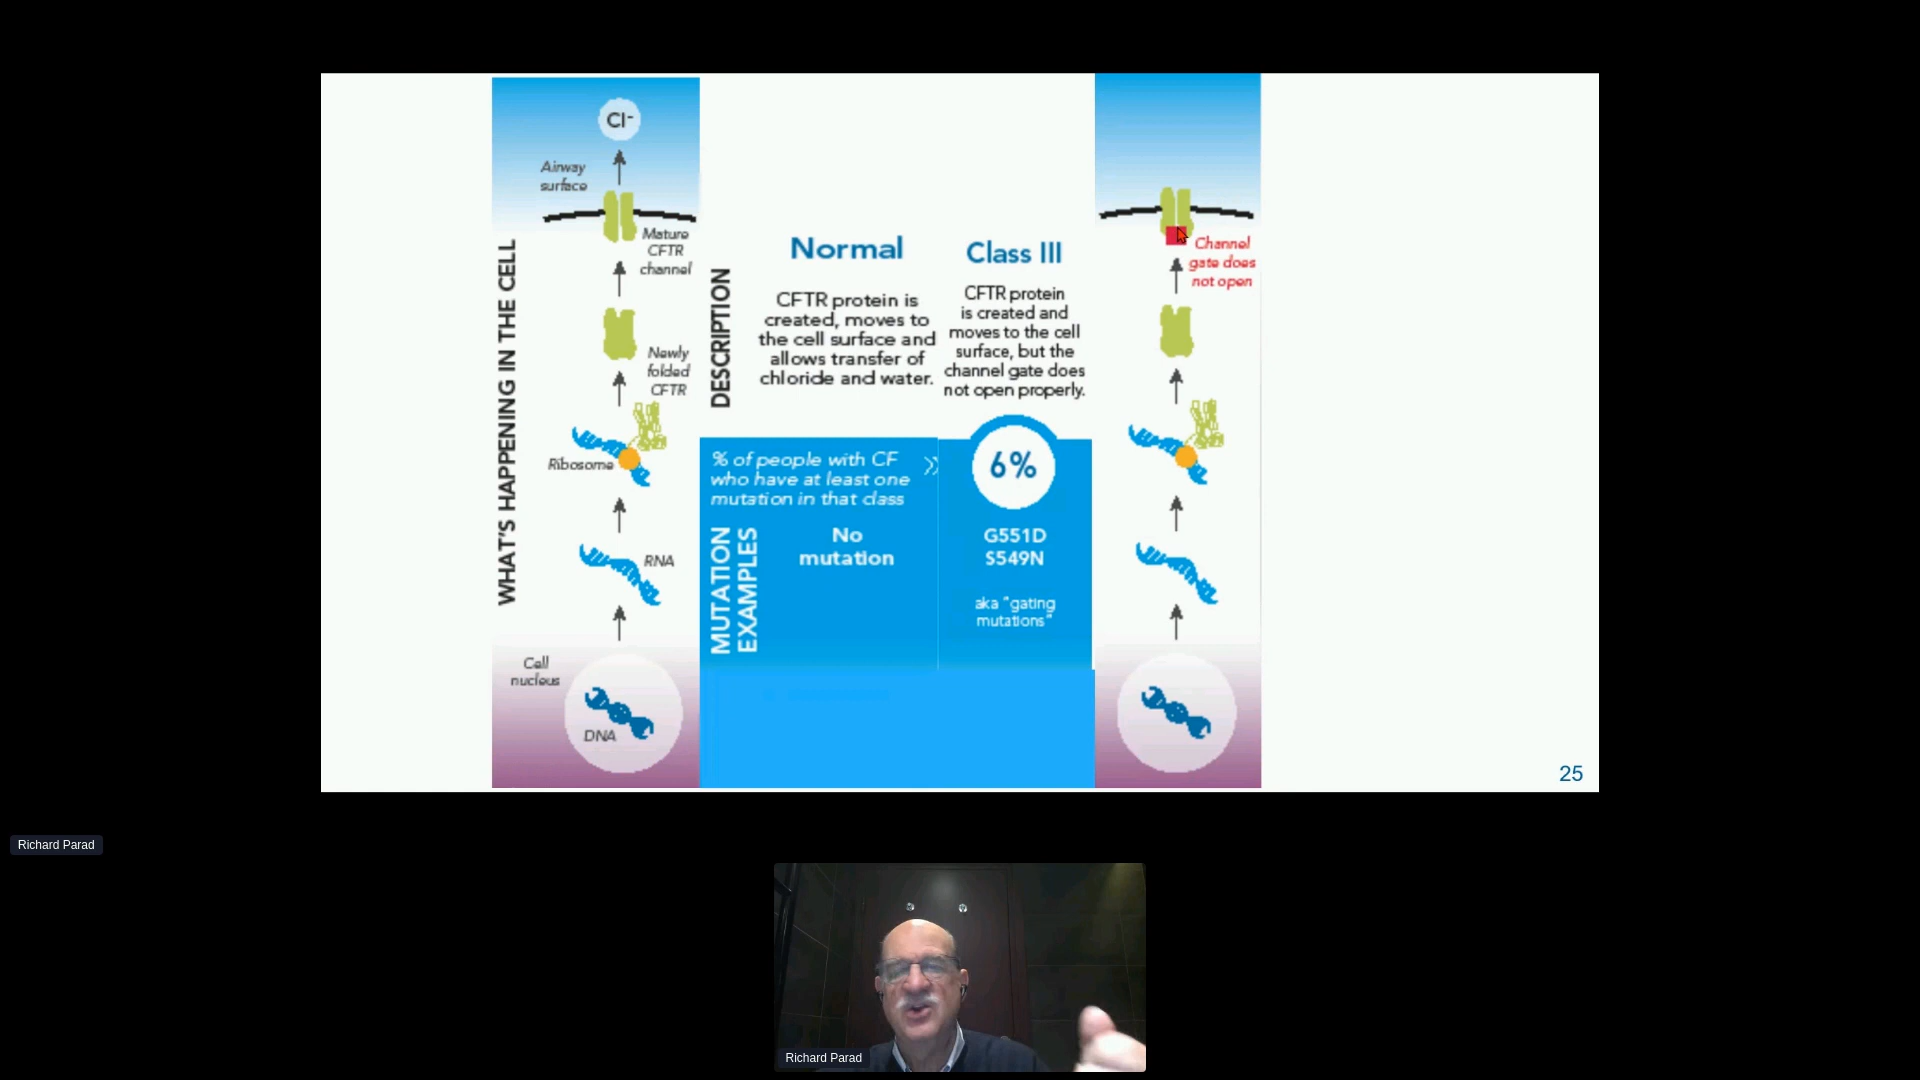 Cl-
Airway
surface
Mature
CFTR
channel
Newly
folded
CFTR
Ribosome
RNA
Cell
nucleus
DNA
WHAT'S HAPPENING IN THE CELL
DESCRIPTION
Normal
CFTR protein is
created, moves to
the cell surface and
allows transfer of
chloride and water.
Class III
CFTR protein
is created and
moves to the cell
surface, but the
channel gate does
not open properly.
% of people with CF
who have at least one
mutation in that class
»
6%
MUTATION
EXAMPLES
No
mutation
G551D
S549N
aka "gating
mutations"
Channel
gate does
not open
25
Richard Parad
Richard Parad